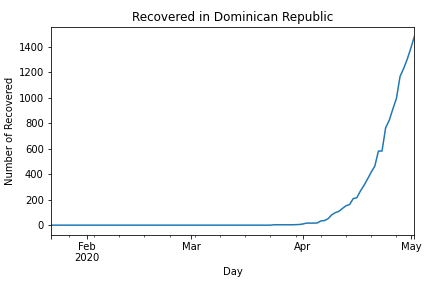 Recovered in Dominican Republic
Number of Recovered
1400
1200
1000
800
600
400
200
0
Feb
2020
Mar
Apr
May
Day